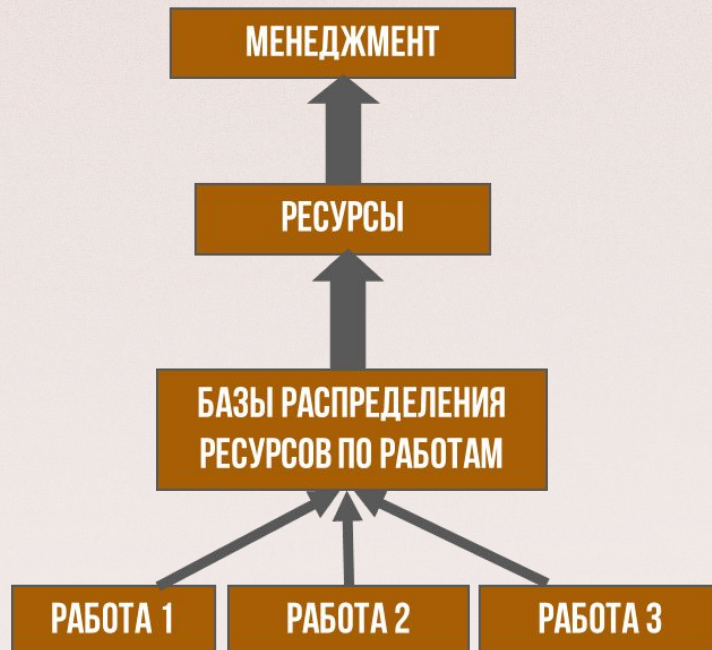 МЕНЕДЖМЕНТ
РЕСУРСЫ
БАЗЫ РАСПРЕДЕЛЕНИЯ
РЕСУРСОВ ПО РАБОТАМ
РАБОТА 1
РАБОТА 2
РАБОТА 3